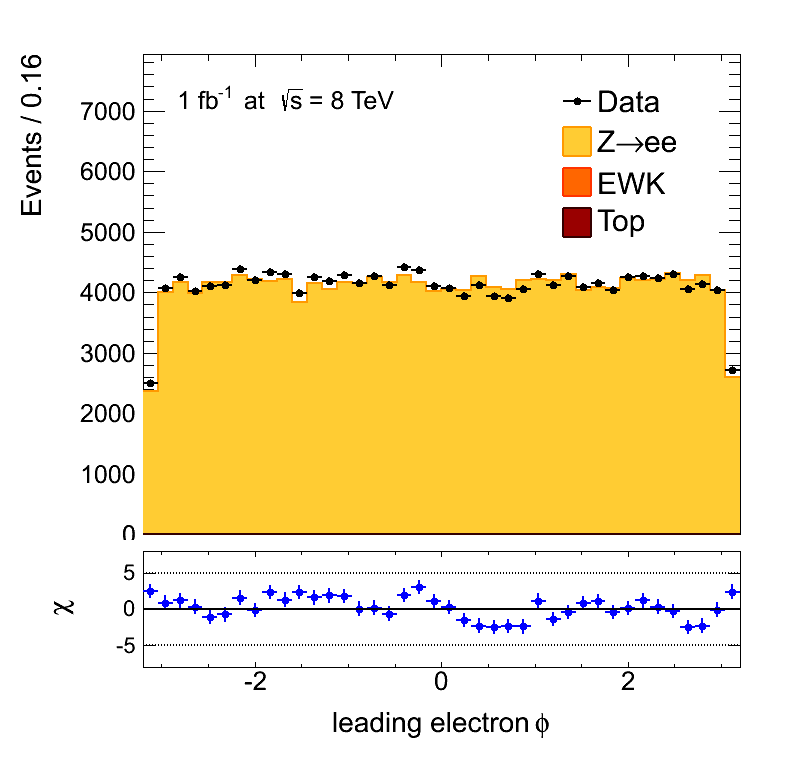 Events / 0.16
1 fb-1 at √s = 8 TeV
Data
Z→ee
EWK
Top
7000
6000
5000
4000
3000
2000
1000
0
χ
5
0
-5
-2 0 2
leading electron ϕ